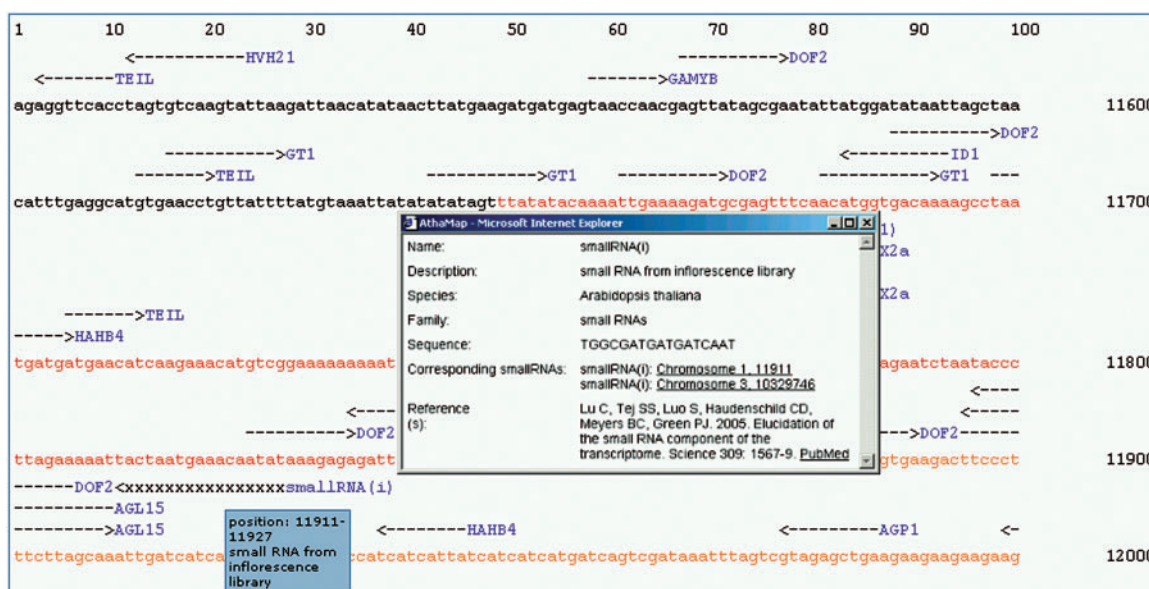 1 10 20 30 40 50 60 70 80 90 100
<-----------HVH21 ----------->DOF2
<-------TEIL -------->GAMYB
agaggttcacctagtgtcaagtattaagattaacatataacttatgaagatgatgagtaaccaacgagttatagcgaatattatggatataattagctaa 11600
---------->DOF2
----------->GT1 <----------ID1
------->TEIL ----------->GT1 ---------->DOF2 ----------->GT1 ---
catttgaggcatgtgaacctgttattttatgtaaattatatatatagtttatatacaaaattgaaaagatgcgagtttcaacatggtgacaaaagcctaa 11700
AthaMap - Microsoft Internet Explorer
Name: smallRNA(i)
Description: small RNA from inflorescence library
Species: Arabidopsis thaliana
Family: small RNAs
Sequence: TGGCGATGATGATCAAT
Corresponding smallRNAs: smallRNA(i): Chromosome 1, 11911
smallRNA(i): Chromosome 3, 10329746
Reference
(s): Lu C, Tej SS, Luo S, Haudenschild CD,
Meyers BC, Green PJ. 2005. Elucidation
of the small RNA component of the
transcriptome. Science 309: 1567-9. PubMed
1)
X2a
X2a
------->TEIL
----->HAHB4
tgatgatgaacatcaagaaacatgtcggaaaaaaaaat agaatctaataccc 11800
<----
<---- <-----
---------->DOF2 ->DOF2------
ttagaaaaattactaatgaaacaatataaagagagatt gtgaagacttccct 11900
------DOF2<xxxxxxxxxxxxxxxxxsmallRNA(i)
----------AGL15
--------->AGL15 <--------HAHB4 <---------AGP1 <-
ttcttagcaaattgatcatca ccatcatcattatcatcatcatgatcagtcgataaatttagtcgtagagctgaagaagaagaagaag 12000
position: 11911-
11927
small RNA from
inflorescence
library